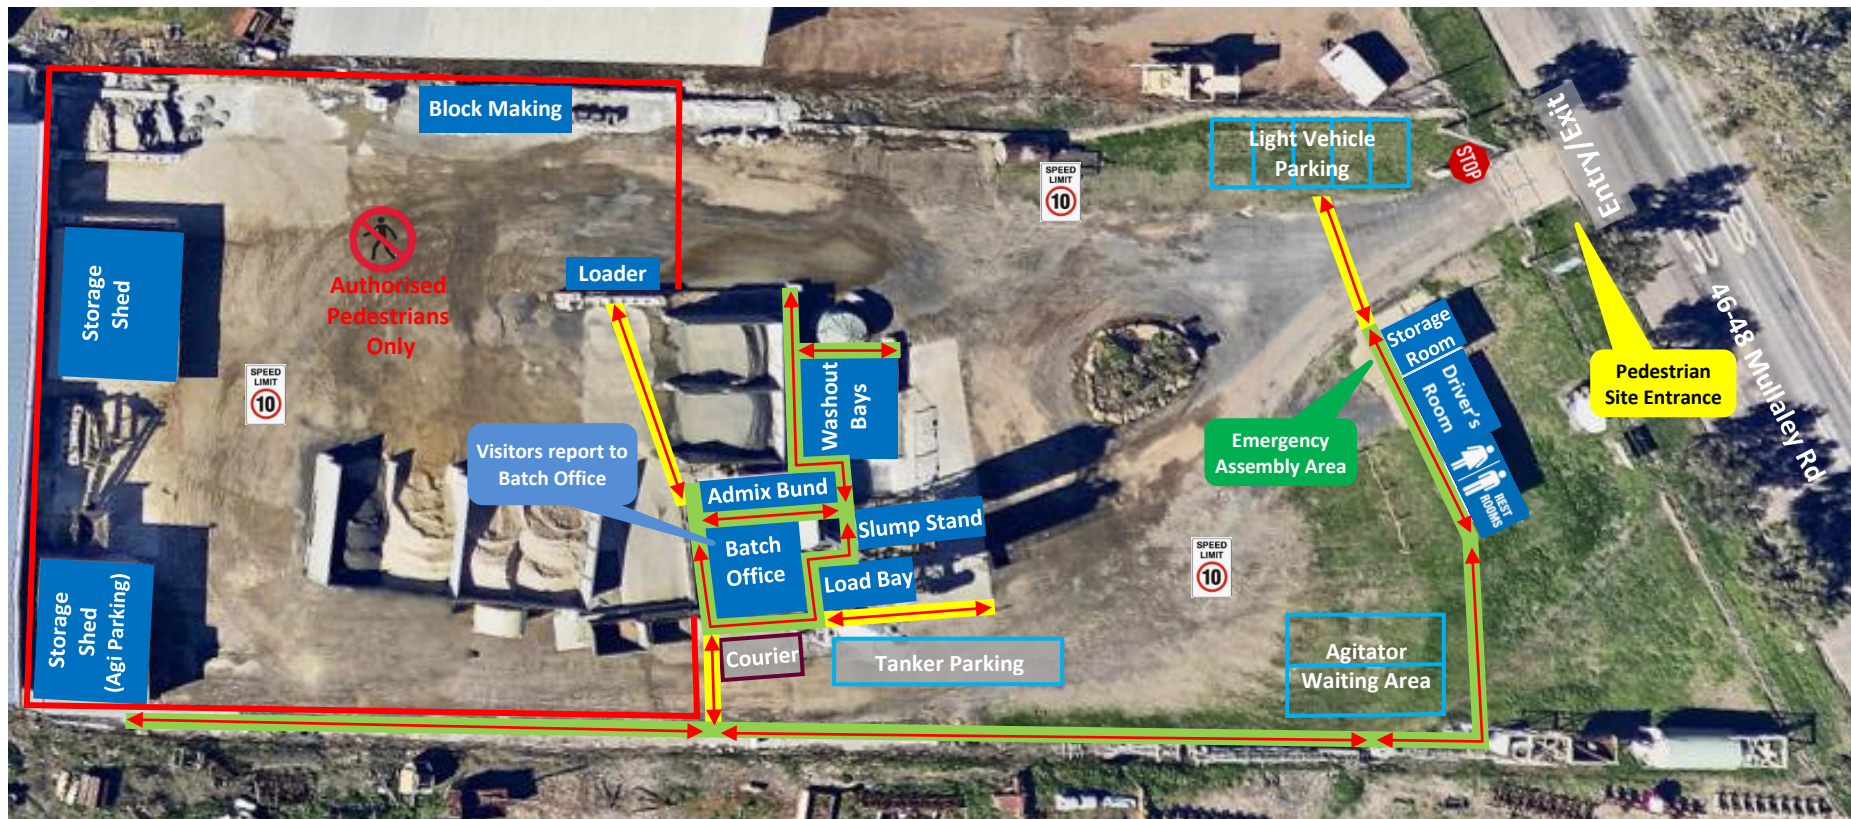 Block Making
Light Vehicle
Parking
STOP
Entry/Exit
SPEED
LIMIT
10
Storage
Shed
Authorised
Pedestrians
Only
Loader
46-48 Mullaley Rd
Storage
Room
Pedestrian
Site Entrance
SPEED
LIMIT
10
Washout
Bays
Driver's
Room
Visitors report to
Batch Office
Emergency
Assembly Area
REST
ROOMS
Admix Bund
Slump Stand
Batch
Office
Load Bay
SPEED
LIMIT
10
Storage
Shed
(Agi Parking)
Courier
Tanker Parking
Agitator
Waiting Area